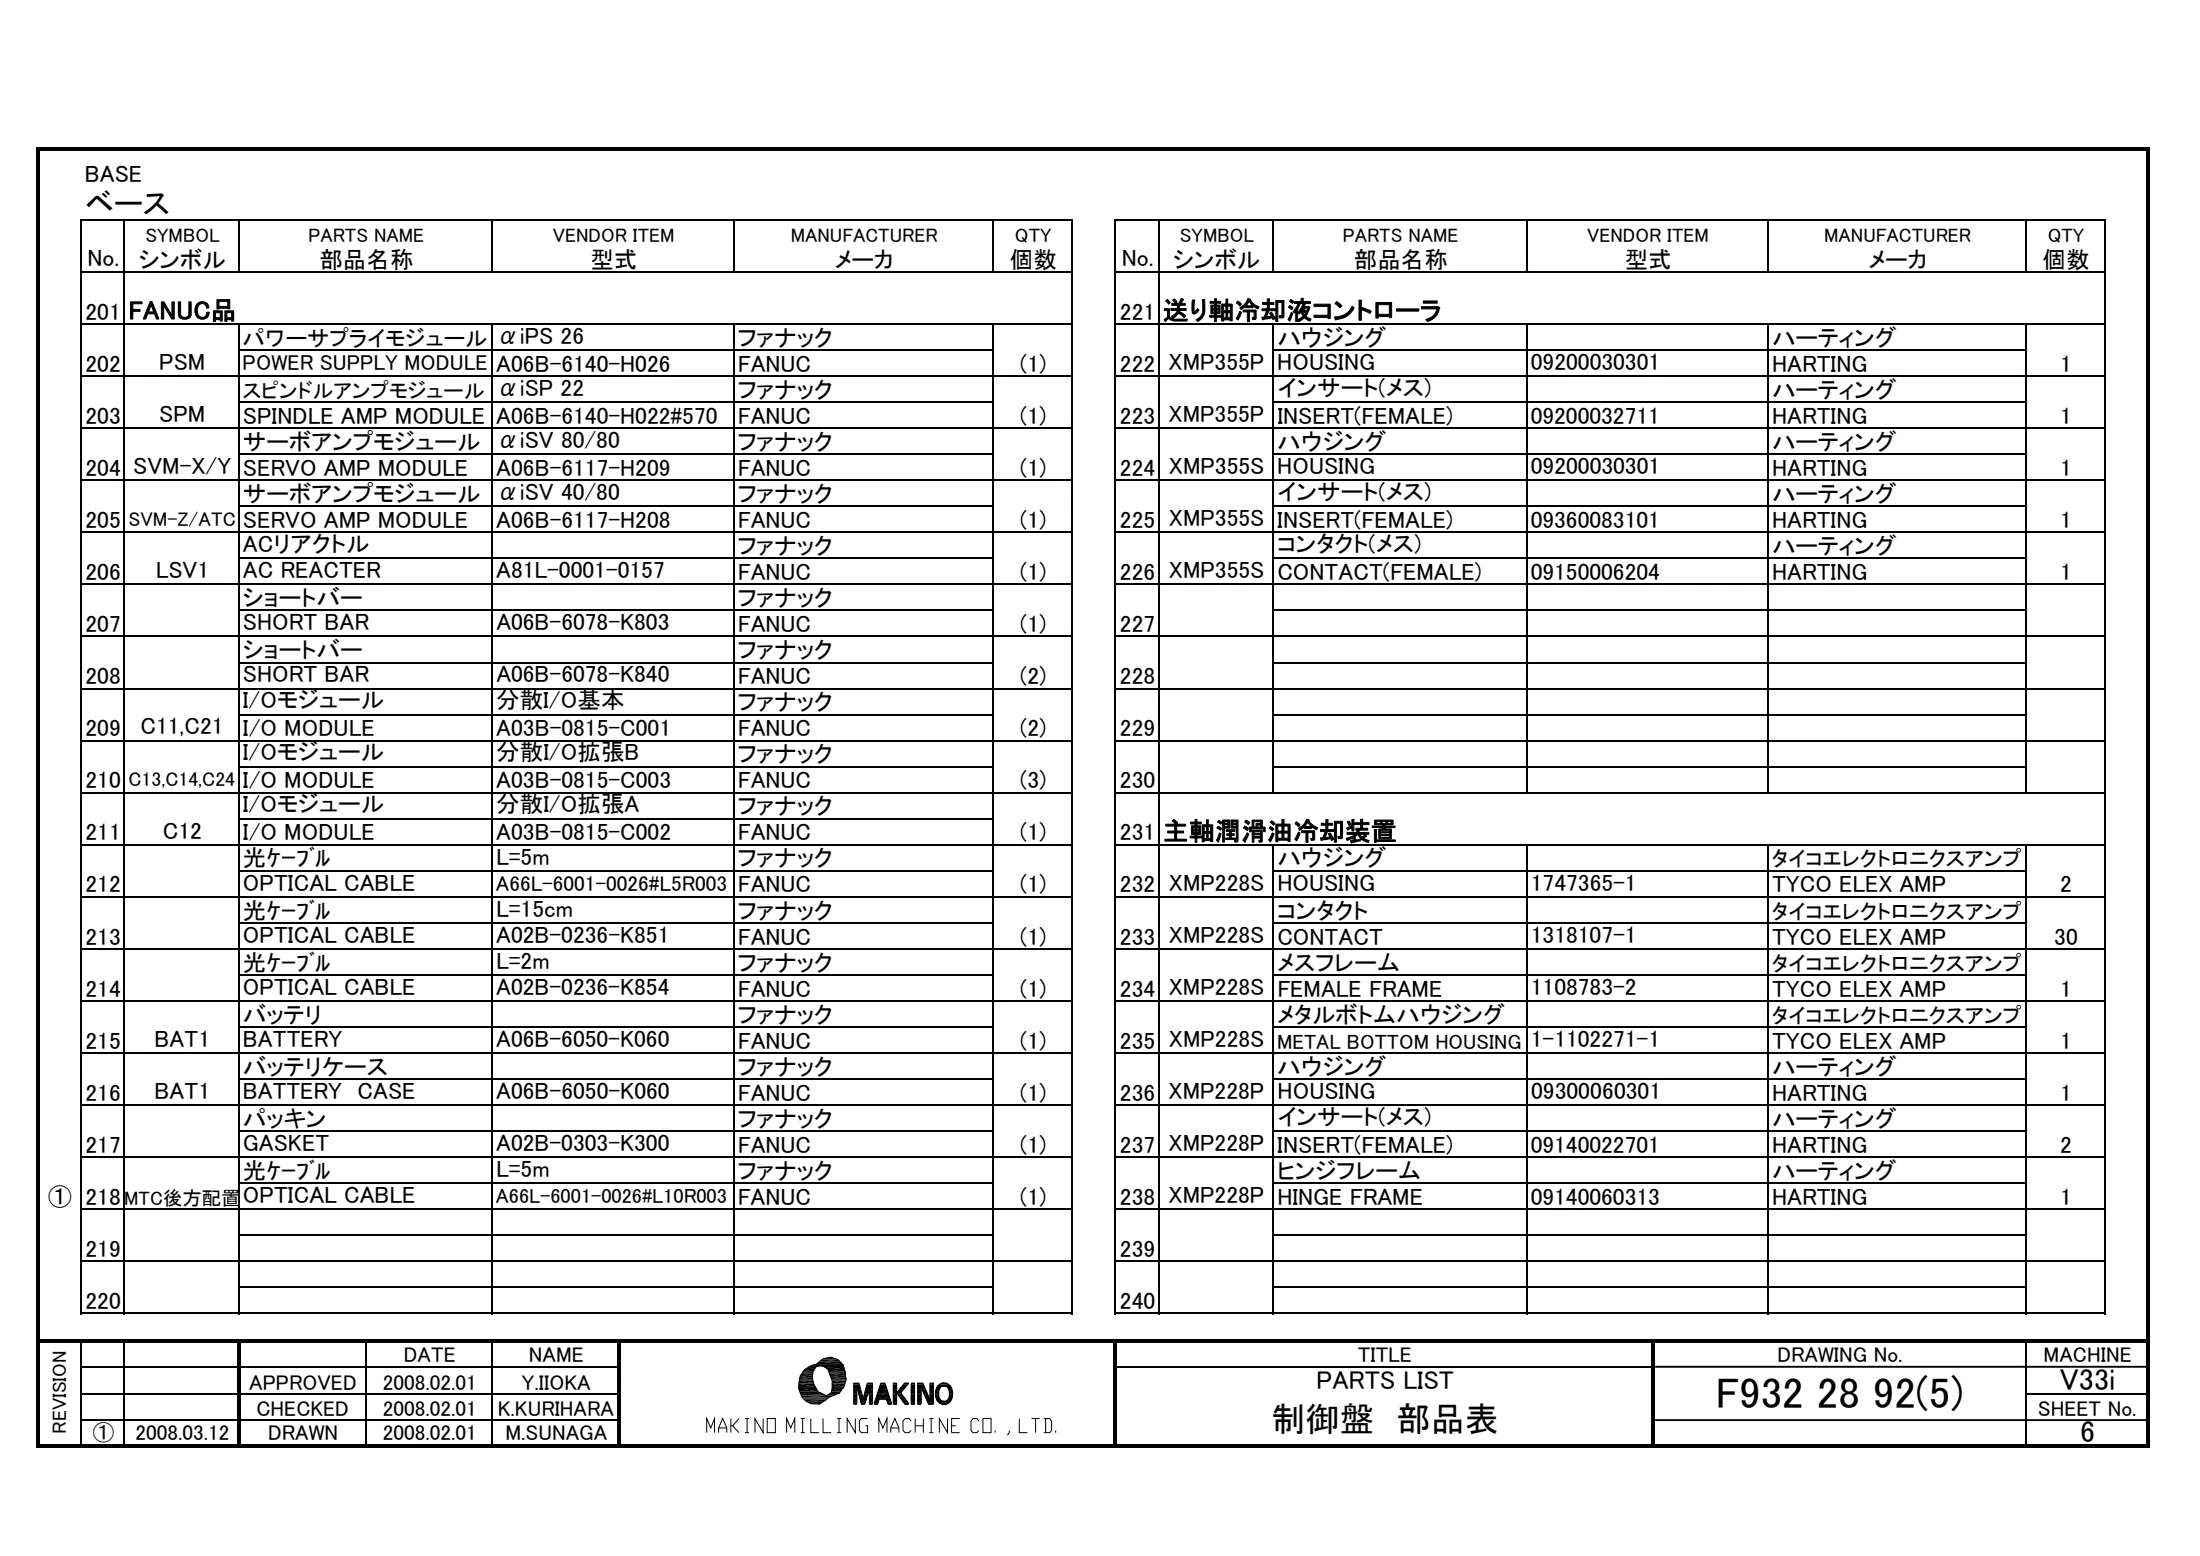 BASE
ベース
No. SYMBOL PARTS NAME VENDOR ITEM MANUFACTURER QTY
シンボル 部品名称 型式 メーカ 個数
201 FANUC品
パワーサプライモジュール αiPS 26 ファナック
202 PSM POWER SUPPLY MODULE A06B-6140-H026 FANUC (1)
スピンドルアンプモジュール αiSP 22 ファナック
203 SPM SPINDLE AMP MODULE A06B-6140-H022#570 FANUC (1)
サーボアンプモジュール αiSV 80/80 ファナック
204 SVM-X/Y SERVO AMP MODULE A06B-6117-H209 FANUC (1)
サーボアンプモジュール αiSV 40/80 ファナック
205 SVM-Z/ATC SERVO AMP MODULE A06B-6117-H208 FANUC (1)
ACリアクトル ファナック
206 LSV1 AC REACTER A81L-0001-0157 FANUC (1)
ショートバー ファナック
207 SHORT BAR A06B-6078-K803 FANUC (1)
ショートバー ファナック
208 SHORT BAR A06B-6078-K840 FANUC (2)
I/Oモジュール 分散I/O基本 ファナック
209 C11,C21 I/O MODULE A03B-0815-C001 FANUC (2)
I/Oモジュール 分散I/O拡張B ファナック
210 C13,C14,C24 I/O MODULE A03B-0815-C003 FANUC (3)
I/Oモジュール 分散I/O拡張A ファナック
211 C12 I/O MODULE A03B-0815-C002 FANUC (1)
光ケーブル L=5m ファナック
212 OPTICAL CABLE A66L-6001-0026#L5R003 FANUC (1)
光ケーブル L=15cm ファナック
213 OPTICAL CABLE A02B-0236-K851 FANUC (1)
光ケーブル L=2m ファナック
214 OPTICAL CABLE A02B-0236-K854 FANUC (1)
バッテリ ファナック
215 BAT1 BATTERY A06B-6050-K060 FANUC (1)
バッテリケース ファナック
216 BAT1 BATTERY CASE A06B-6050-K060 FANUC (1)
パッキン ファナック
217 GASKET A02B-0303-K300 FANUC (1)
光ケーブル L=5m ファナック
① 218 MTC後方配置 OPTICAL CABLE A66L-6001-0026#L10R003 FANUC (1)
219
220
No. SYMBOL PARTS NAME VENDOR ITEM MANUFACTURER QTY
シンボル 部品名称 型式 メーカ 個数
221 送り軸冷却液コントローラ
ハウジング ハーティング
222 XMP355P HOUSING 09200030301 HARTING 1
インサート(メス) ハーティング
223 XMP355P INSERT(FEMALE) 09200032711 HARTING 1
ハウジング ハーティング
224 XMP355S HOUSING 09200030301 HARTING 1
インサート(メス) ハーティング
225 XMP355S INSERT(FEMALE) 09360083101 HARTING 1
コンタクト(メス) ハーティング
226 XMP355S CONTACT(FEMALE) 09150006204 HARTING 1
227
228
229
230
231 主軸潤滑油冷却装置
ハウジング タイコエレクトロニクスアンプ
232 XMP228S HOUSING 1747365-1 TYCO ELEX AMP 2
コンタクト タイコエレクトロニクスアンプ
233 XMP228S CONTACT 1318107-1 TYCO ELEX AMP 30
メスフレーム タイコエレクトロニクスアンプ
234 XMP228S FEMALE FRAME 1108783-2 TYCO ELEX AMP 1
メタルボトムハウジング タイコエレクトロニクスアンプ
235 XMP228S METAL BOTTOM HOUSING 1-1102271-1 TYCO ELEX AMP 1
ハウジング ハーティング
236 XMP228P HOUSING 09300060301 HARTING 1
インサート(メス) ハーティング
237 XMP228P INSERT(FEMALE) 09140022701 HARTING 2
ヒンジフレーム ハーティング
238 XMP228P HINGE FRAME 09140060313 HARTING 1
239
240
REVISION
① 2008.03.12
DATE NAME
APPROVED 2008.02.01 Y.IIOKA
CHECKED 2008.02.01 K.KURIHARA
DRAWN 2008.02.01 M.SUNAGA
MAKINO
MAKINO MILLING MACHINE CO. , LTD.
TITLE
PARTS LIST
制御盤 部品表
DRAWING No.
F932 28 92(5)
MACHINE
V33i
SHEET No.
6